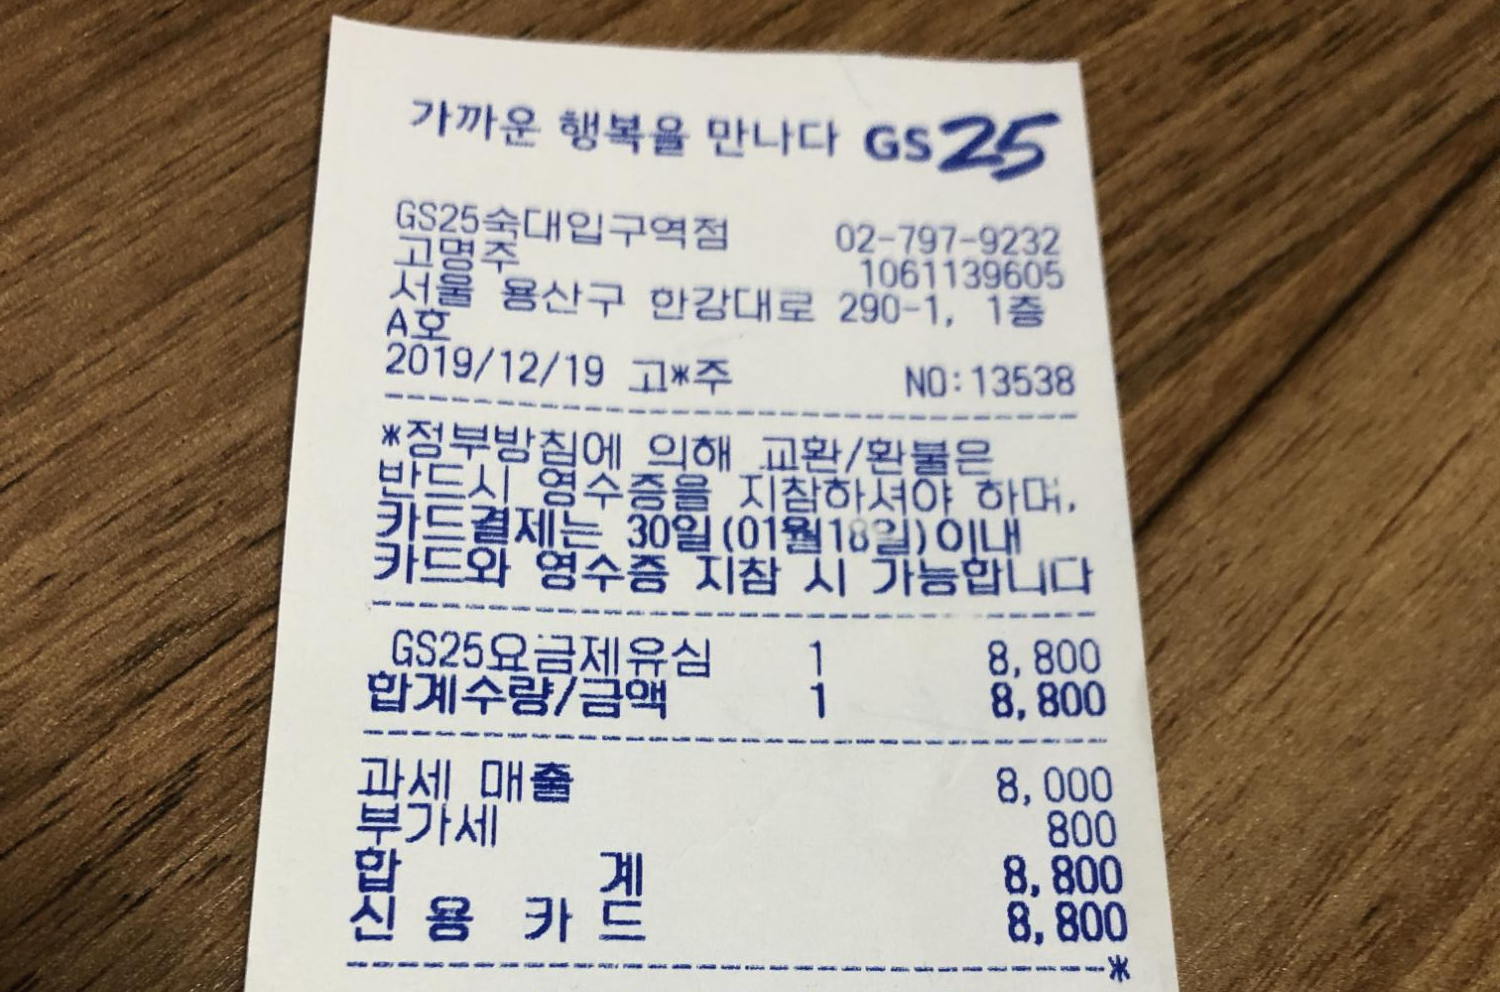 가까운 행복을 만나다 GS25
GS25숙대입구역점 02-797-9232
고명주 1061139605
서울 용산구 한강대로 290-1, 1층
A호
2019/12/19 고*주 NO:13538
*정부방침에 의해 교환/환불은
반드시 영수증을 지참하셔야 하며,
카드결제는 30일(01월18일)이내
카드와 영수증 지참 시 가능합니다
GS25요금제유심 1 8,800
합계수량/금액 1 8,800
과세 매출 8,000
부가세 800
합 계 8,800
신 용 카 드 8,800
*